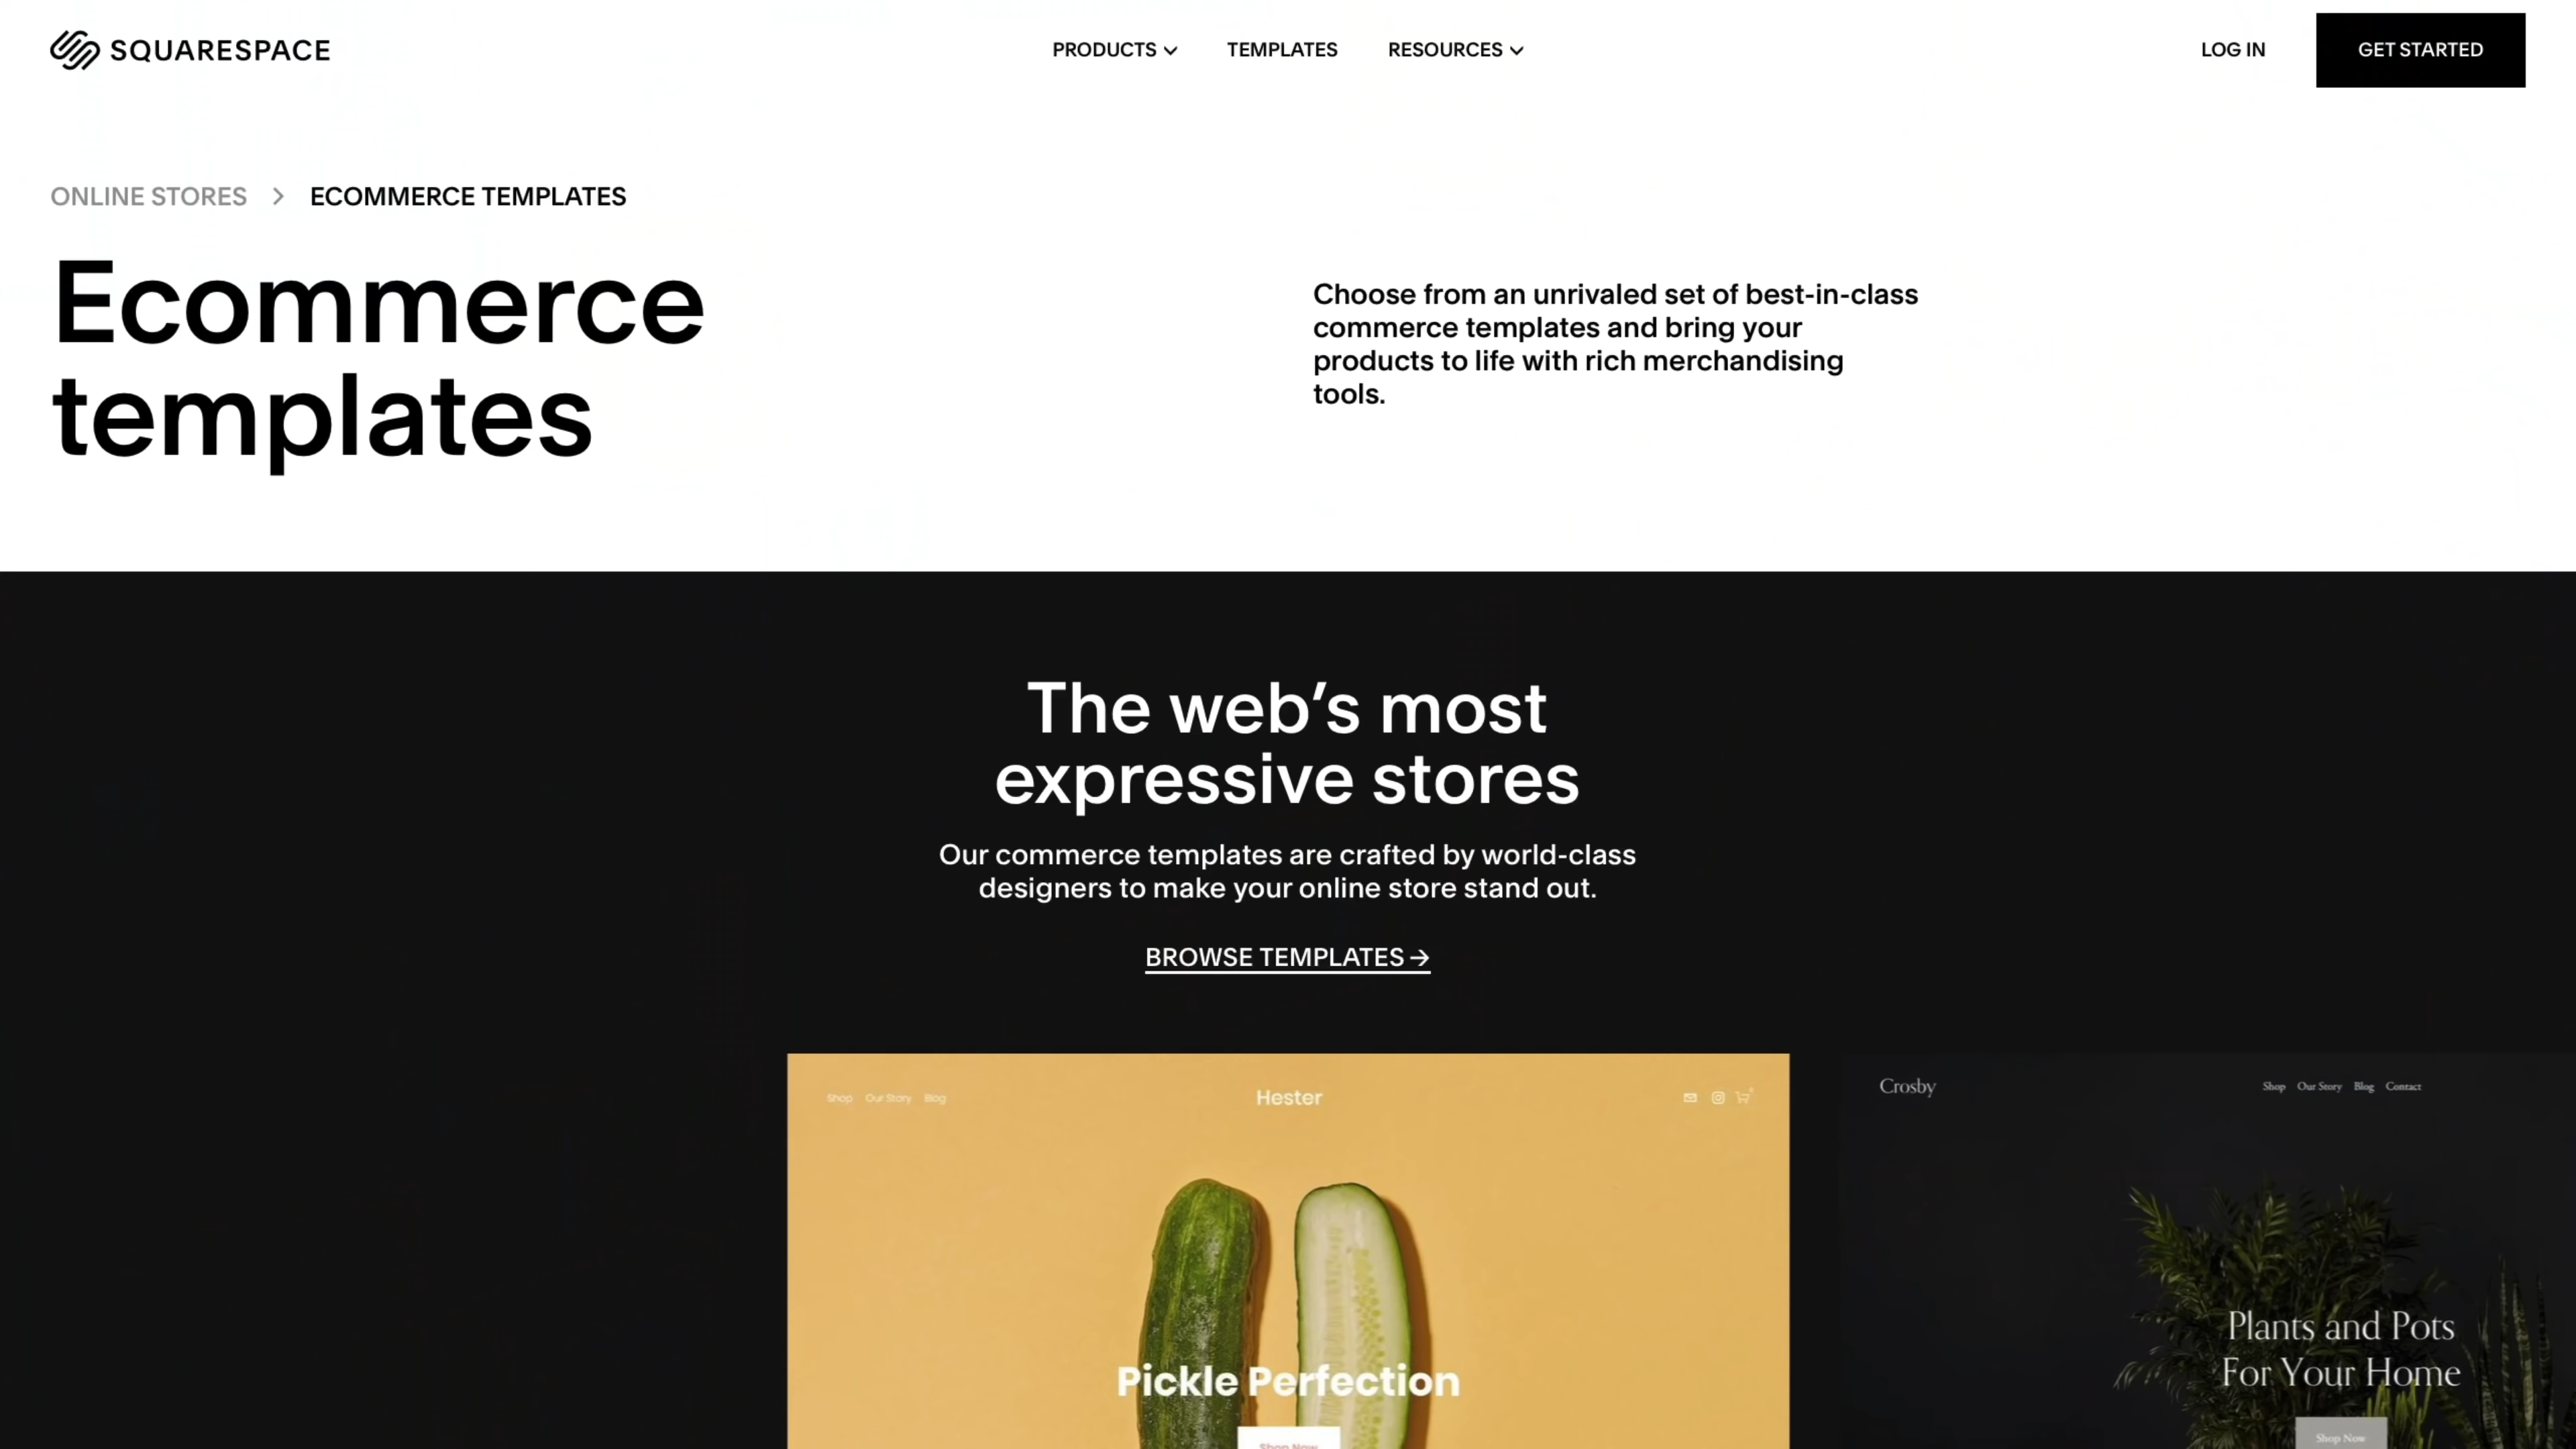 SQUARESPACE
PRODUCTS
TEMPLATES
RESOURCES
LOG IN
GET STARTED
ONLINE STORES > ECOMMERCE TEMPLATES
Ecommerce
templates
Choose from an unrivaled set of best-in-class
commerce templates and bring your
products to life with rich merchandising
tools.
The web's most
expressive stores
Our commerce templates are crafted by world-class
designers to make your online store stand out.
BROWSE TEMPLATES →
Shop Our Story Blog
Hester
Pickle Perfection
Shop Now
Crosby
Shop Our Story Blog Contact
Plants and Pots
For Your Home
Shop Now